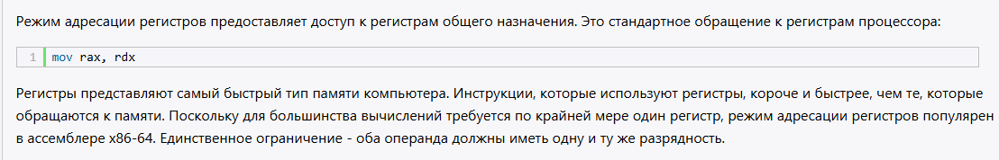 Режим адресации регистров предоставляет доступ к регистрам общего назначения. Это стандартное обращение к регистрам процессора:
1 mov rax, rdx
Регистры представляют самый быстрый тип памяти компьютера. Инструкции, которые используют регистры, короче и быстрее, чем те, которые
обращаются к памяти. Поскольку для большинства вычислений требуется по крайней мере один регистр, режим адресации регистров популярен
в ассемблере x86-64. Единственное ограничение - оба операнда должны иметь одну и ту же разрядность.